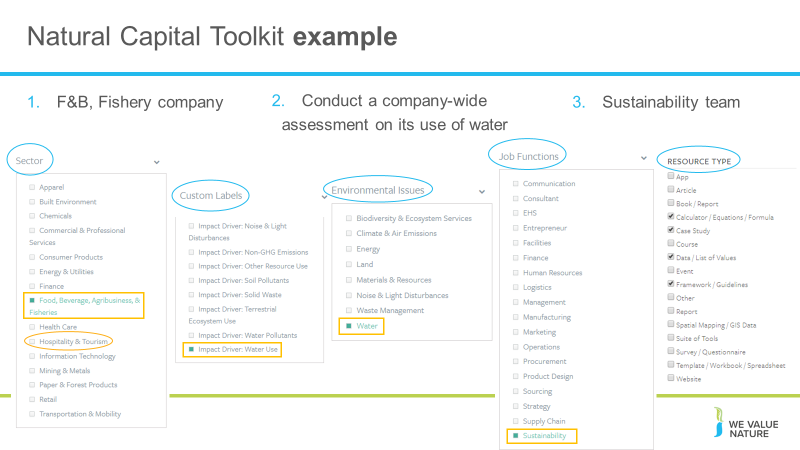 Natural Capital Toolkit example
1. F&B, Fishery company
2. Conduct a company-wide
assessment on its use of water
3. Sustainability team
Sector
Apparel
Built Environment
Chemicals
Commercial & Professional
Services
Consumer Products
Energy & Utilities
Finance
Food, Beverage, Agribusiness, &
Fisheries
Health Care
Hospitality & Tourism
Information Technology
Mining & Metals
Paper & Forest Products
Retail
Transportation & Mobility
Custom Labels
Impact Driver: Noise & Light
Disturbances
Impact Driver: Non-GHG Emissions
Impact Driver: Other Resource Use
Impact Driver: Soil Pollutants
Impact Driver: Solid Waste
Impact Driver: Terrestrial
Ecosystem Use
Impact Driver: Water Pollutants
Impact Driver: Water Use
Environmental Issues
Biodiversity & Ecosystem Services
Climate & Air Emissions
Energy
Land
Materials & Resources
Noise & Light Disturbances
Waste Management
Water
Job Functions
Communication
Consultant
EHS
Entrepreneur
Facilities
Finance
Human Resources
Logistics
Management
Manufacturing
Marketing
Operations
Procurement
Product Design
Sourcing
Strategy
Supply Chain
Sustainability
RESOURCE TYPE
App
Article
Book / Report
Calculator / Equations / Formula
Case Study
Course
Data / List of Values
Event
Framework / Guidelines
Other
Report
Spatial Mapping / GIS Data
Suite of Tools
Survey / Questionnaire
Template / Workbook / Spreadsheet
Website
WE VALUE
NATURE